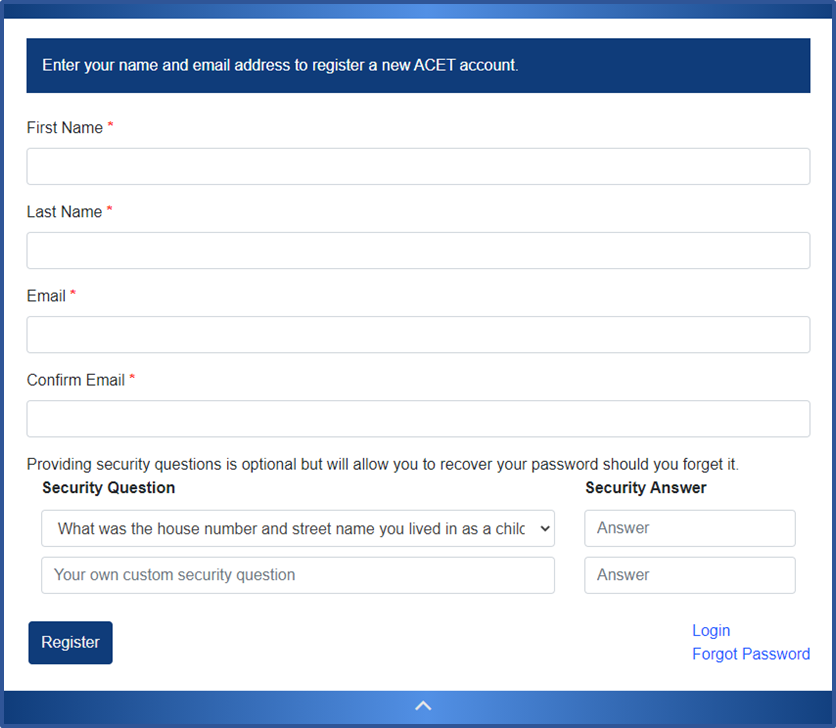 Enter your name and email address to register a new ACET account.
First Name *
Last Name *
Email *
Confirm Email *
Providing security questions is optional but will allow you to recover your password should you forget it.
Security Question Security Answer
What was the house number and street name you lived in as a chilc Answer
Your own custom security question Answer
Register Login
Forgot Password